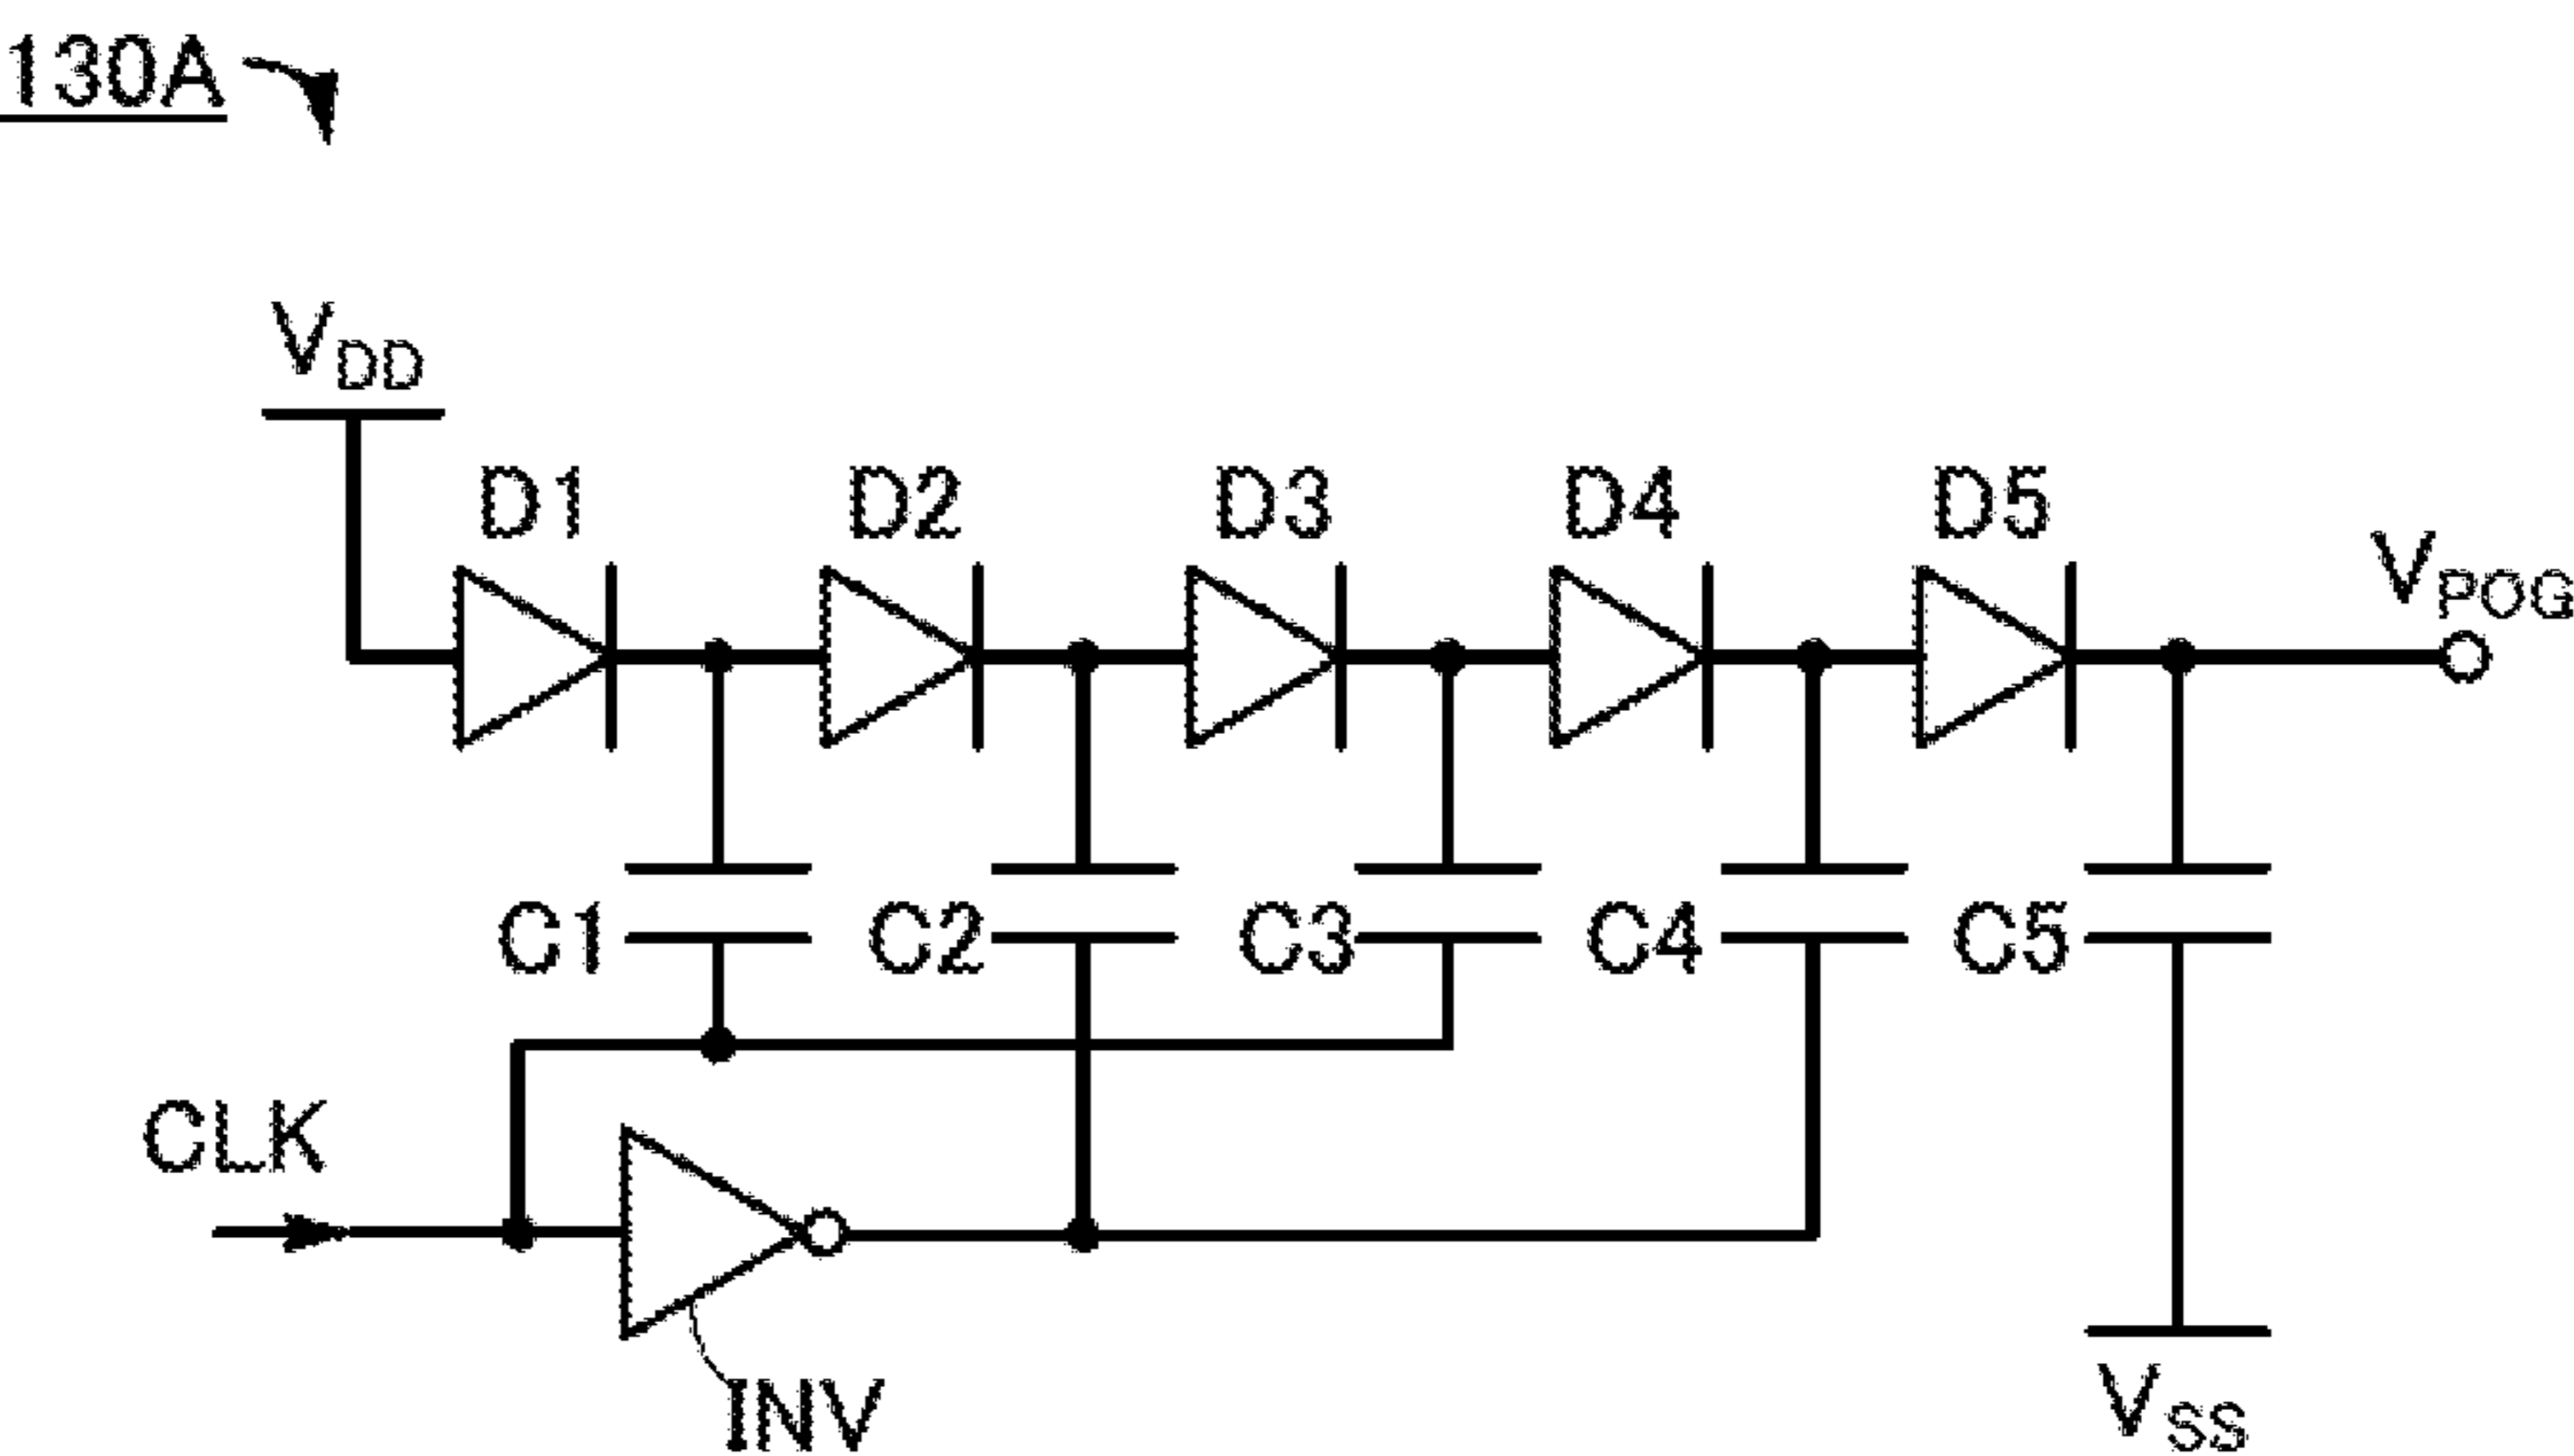 130A
VDD
D1 D2 D3 D4 D5
VPOG
C1 C2 C3 C4 C5
CLK
INV
VSS